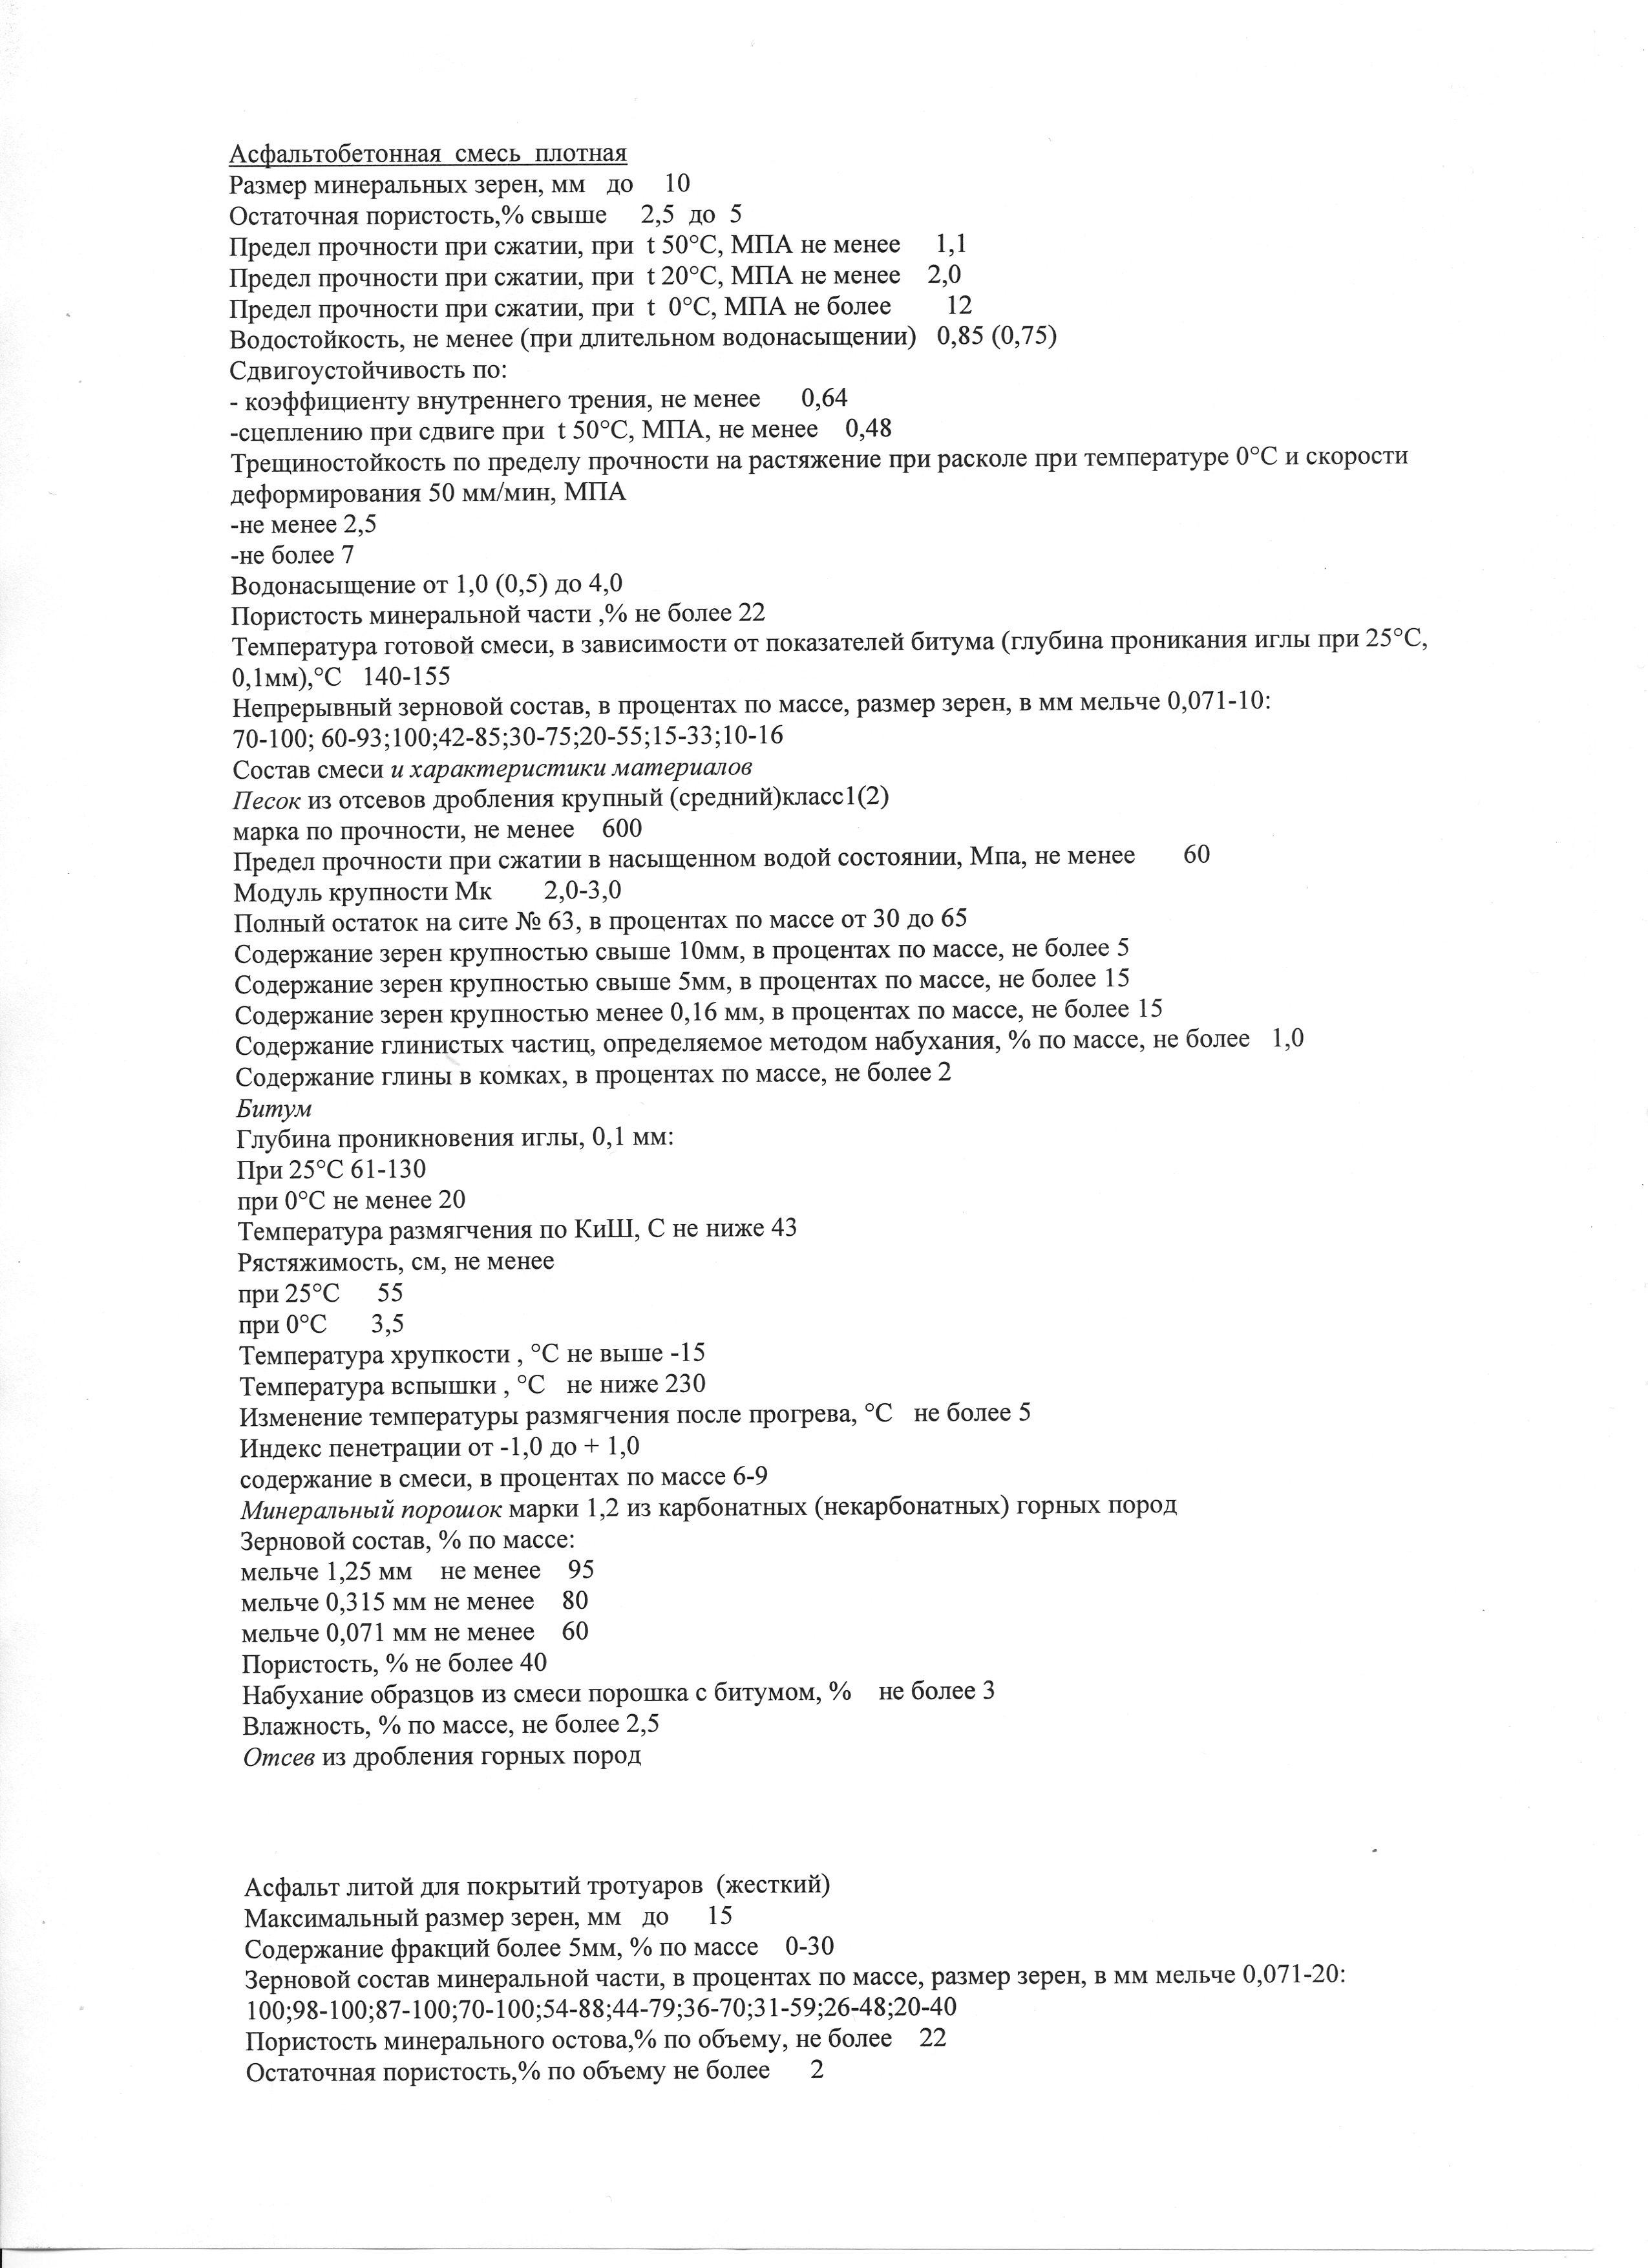 Асфальтобетонная смесь плотная
Размер минеральных зерен, мм до 10
Остаточная пористость,% свыше 2,5 до 5
Предел прочности при сжатии, при t 50°С, МПА не менее 1,1
Предел прочности при сжатии, при t 20°С, МПА не менее 2,0
Предел прочности при сжатии, при t 0°С, МПА не более 12
Водостойкость, не менее (при длительном водонасыщении) 0,85 (0,75)
Сдвигоустойчивость по:
- коэффициенту внутреннего трения, не менее 0,64
-сцеплению при сдвиге при t 50°С, МПА, не менее 0,48
Трещиностойкость по пределу прочности на растяжение при расколе при температуре 0°С и скорости
деформирования 50 мм/мин, МПА
-не менее 2,5
-не более 7
Водонасыщение от 1,0 (0,5) до 4,0
Пористость минеральной части ,% не более 22
Температура готовой смеси, в зависимости от показателей битума (глубина проникания иглы при 25°С,
0,1мм),°С 140-155
Непрерывный зерновой состав, в процентах по массе, размер зерен, в мм мельче 0,071-10:
70-100; 60-93;100;42-85;30-75;20-55;15-33;10-16
Состав смеси и характеристики материалов
Песок из отсевов дробления крупный (средний)класс1(2)
марка по прочности, не менее 600
Предел прочности при сжатии в насыщенном водой состоянии, Мпа, не менее 60
Модуль крупности Мк 2,0-3,0
Полный остаток на сите № 63, в процентах по массе от 30 до 65
Содержание зерен крупностью свыше 10мм, в процентах по массе, не более 5
Содержание зерен крупностью свыше 5мм, в процентах по массе, не более 15
Содержание зерен крупностью менее 0,16 мм, в процентах по массе, не более 15
Содержание глинистых частиц, определяемое методом набухания, % по массе, не более 1,0
Содержание глины в комках, в процентах по массе, не более 2
Битум
Глубина проникновения иглы, 0,1 мм:
При 25°С 61-130
при 0°С не менее 20
Температура размягчения по КиШ, С не ниже 43
Рястяжимость, см, не менее
при 25°С 55
при 0°С 3,5
Температура хрупкости , °С не выше -15
Температура вспышки , °С не ниже 230
Изменение температуры размягчения после прогрева, °С не более 5
Индекс пенетрации от -1,0 до + 1,0
содержание в смеси, в процентах по массе 6-9
Минеральный порошок марки 1,2 из карбонатных (некарбонатных) горных пород
Зерновой состав, % по массе:
мельче 1,25 мм не менее 95
мельче 0,315 мм не менее 80
мельче 0,071 мм не менее 60
Пористость, % не более 40
Набухание образцов из смеси порошка с битумом, % не более 3
Влажность, % по массе, не более 2,5
Отсев из дробления горных пород
Асфальт литой для покрытий тротуаров (жесткий)
Максимальный размер зерен, мм до 15
Содержание фракций более 5мм, % по массе 0-30
Зерновой состав минеральной части, в процентах по массе, размер зерен, в мм мельче 0,071-20:
100;98-100;87-100;70-100;54-88;44-79;36-70;31-59;26-48;20-40
Пористость минерального остова,% по объему, не более 22
Остаточная пористость,% по объему не более 2